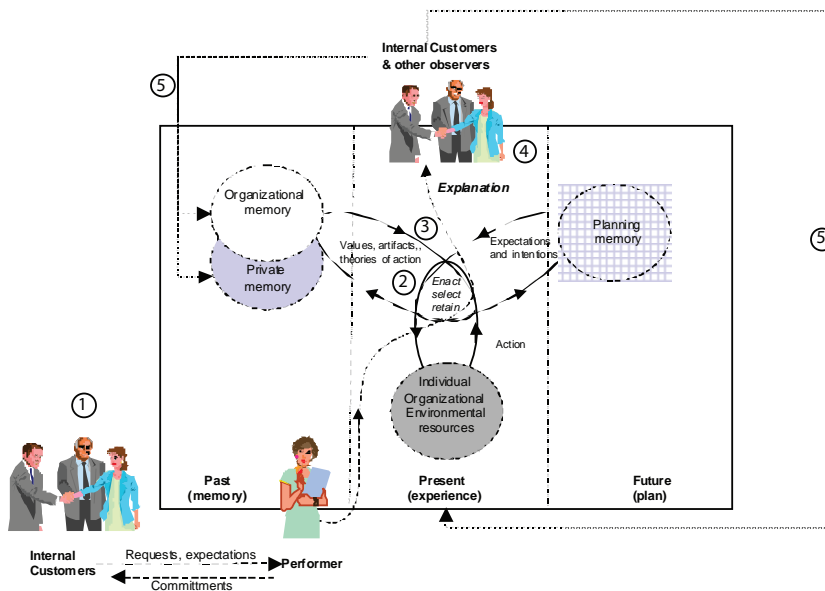 Internal Customers
& other observers
5
4
Explanation
Organizational
memory
Private
memory
3
Values, artifacts,
theories of action
2
Enact
select
retain
Expectations
and intentions
Planning
memory
5
Action
Individual
Organizational
Environmental
resources
1
Past
(memory)
Present
(experience)
Future
(plan)
Internal
Customers
Requests, expectations
Performer
Committments